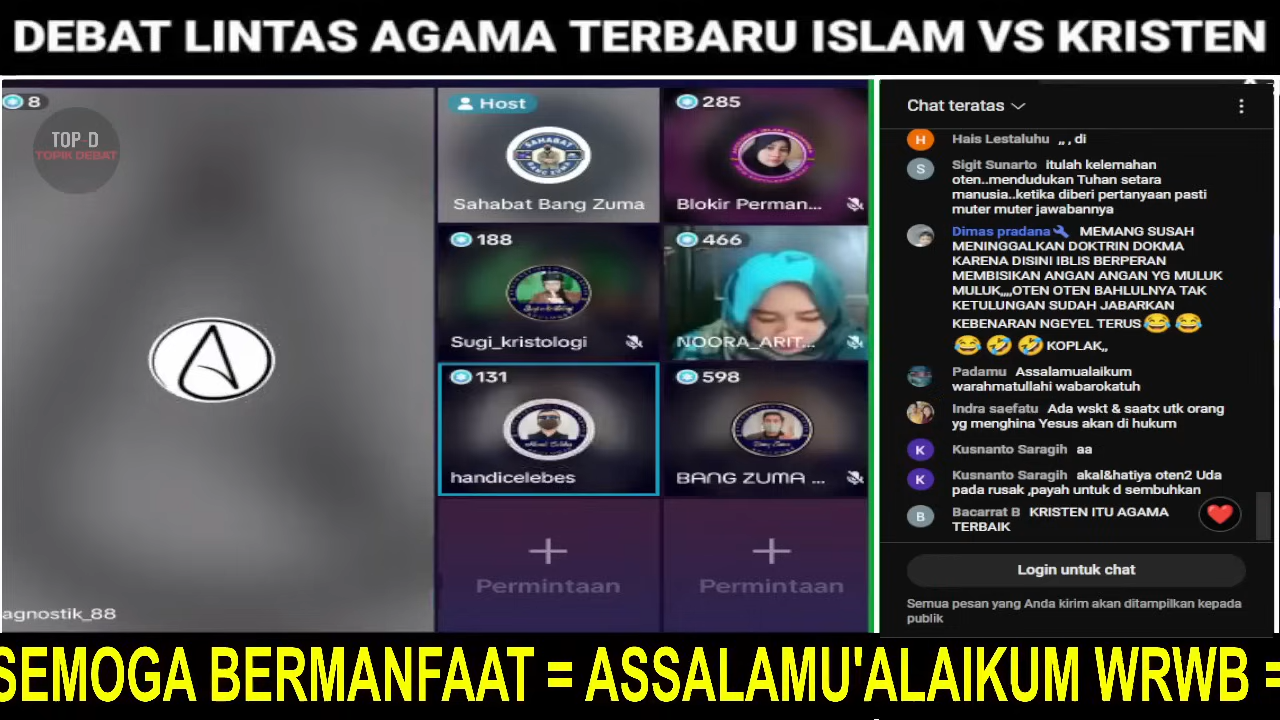 DEBAT LINTAS AGAMA TERBARU ISLAM VS KRISTEN
8
TOP-D
TOPIK DEBAT
agnostik_88
Host
SAHABAT
BANG ZUMA
Sahabat Bang Zuma
285
Blokir Perman...
188
Sugi_kristologi
466
NOORA_ARIT...
131
handicelebes
598
BANG ZUMA ...
Permintaan
Permintaan
Chat teratas
Hais Lestaluhu ,, , di
Sigit Sunarto itulah kelemahan
oten..mendudukan Tuhan setara
manusia..ketika diberi pertanyaan pasti
muter muter jawabannya
Dimas pradana MEMANG SUSAH
MENINGGALKAN DOKTRIN DOKMA
KARENA DISINI IBLIS BERPERAN
MEMBISIKAN ANGAN ANGAN YG MULUK
MULUK,,,,OTEN OTEN BAHLULNYA TAK
KETULUNGAN SUDAH JABARKAN
KEBENARAN NGEYEL TERUS😂😂
😂🤣🤣KOPLAK,,
Padamu Assalamualaikum
warahmatullahi wabarokatuh
Indra saefatu Ada wskt & saatx utk orang
yg menghina Yesus akan di hukum
K Kusnanto Saragih aa
K Kusnanto Saragih akal&hatiya oten2 Uda
pada rusak ,payah untuk d sembuhkan
B Bacarrat B KRISTEN ITU AGAMA
TERBAIK
Login untuk chat
Semua pesan yang Anda kirim akan ditampilkan kepada
publik
SEMOGA BERMANFAAT = ASSALAMU'ALAIKUM WRWB =